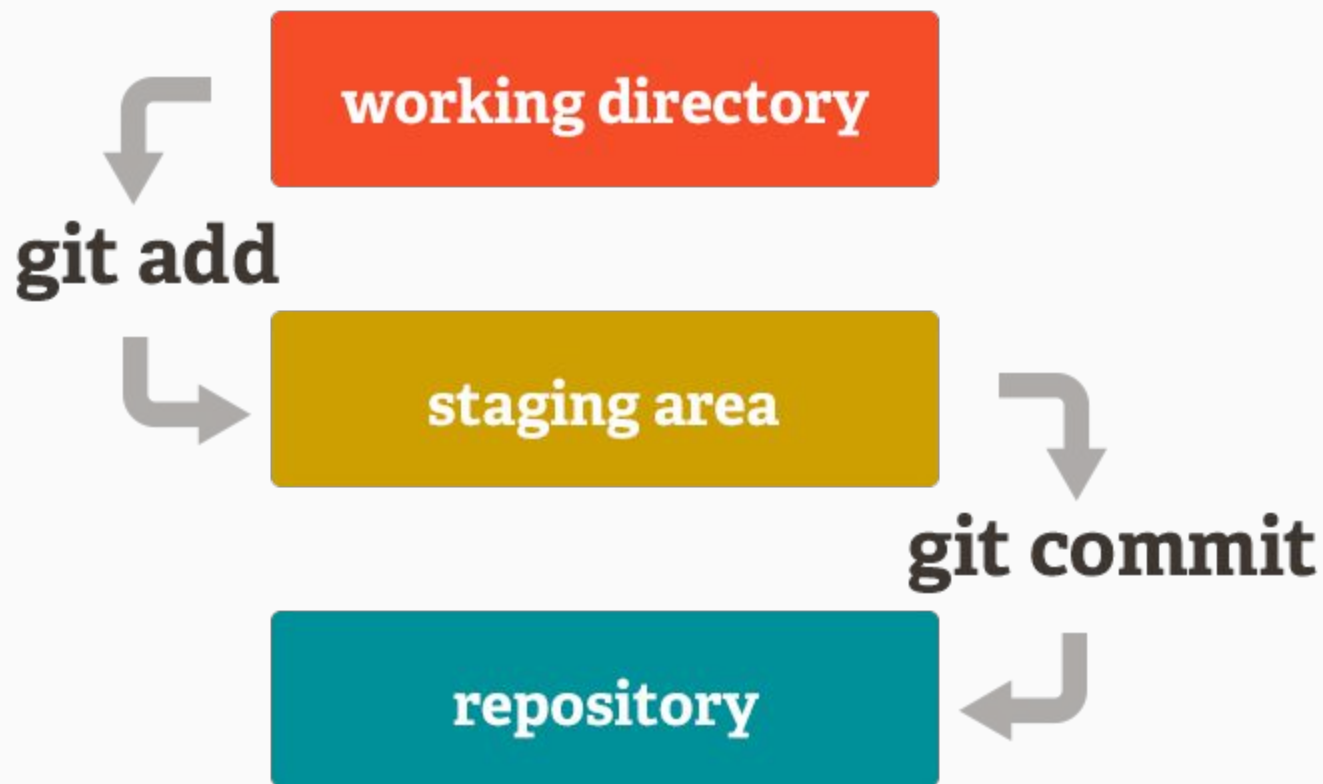 working directory
git add
staging area
git commit
repository